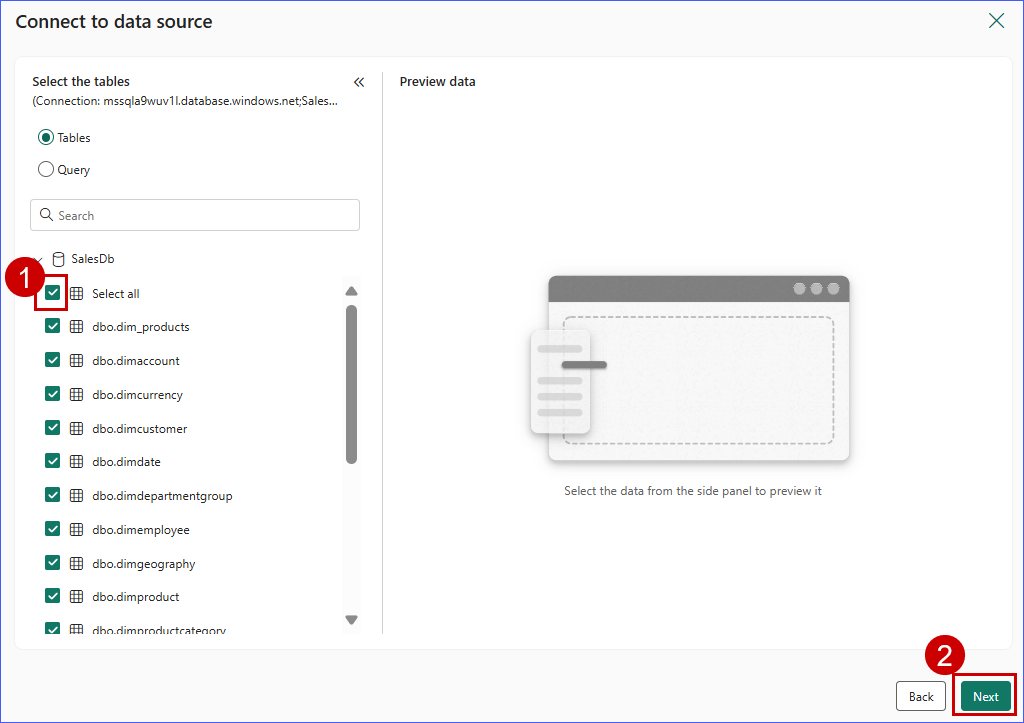 Connect to data source
Select the tables
(Connection: mssqla9wuv1l.database.windows.net;Sales...
Tables
Query
Search
SalesDb
1
Select all
dbo.dim_products
dbo.dimaccount
dbo.dimcurrency
dbo.dimcustomer
dbo.dimdate
dbo.dimdepartmentgroup
dbo.dimemployee
dbo.dimgeography
dbo.dimproduct
dbo.dimproductcategory
Preview data
Select the data from the side panel to preview it
2
Back
Next